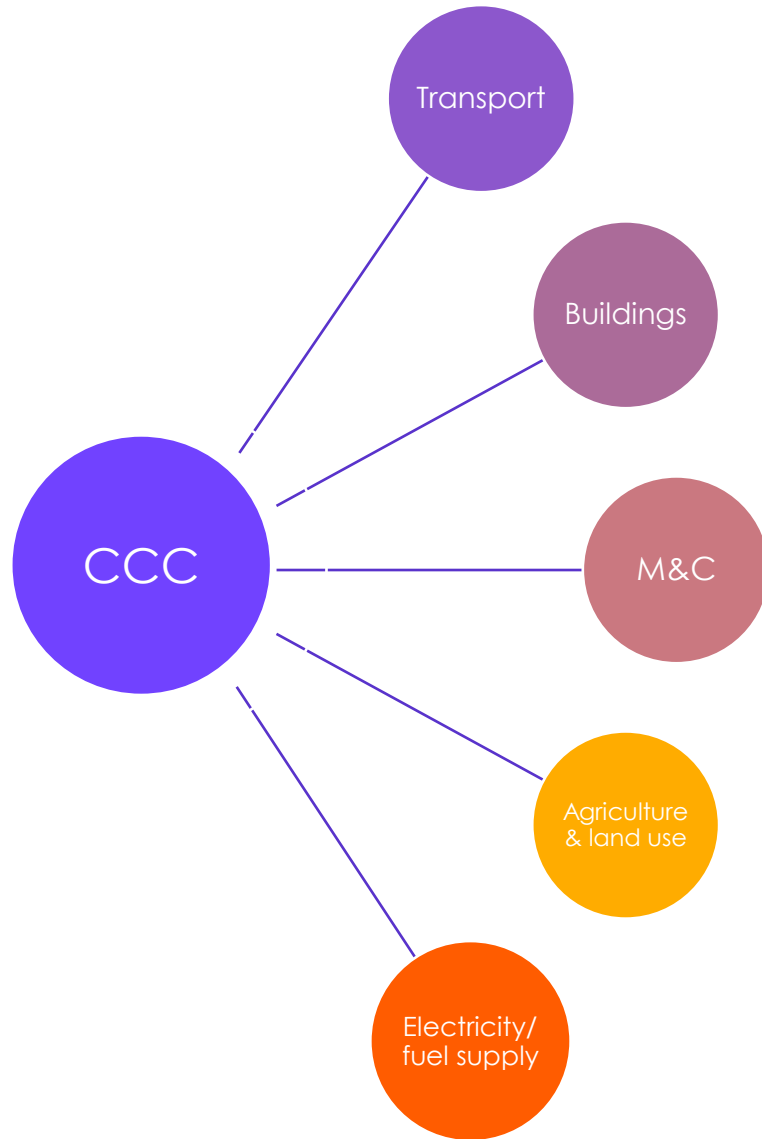 Transport
Buildings
CCC
M&C
Agriculture
& land use
Electricity/
fuel supply